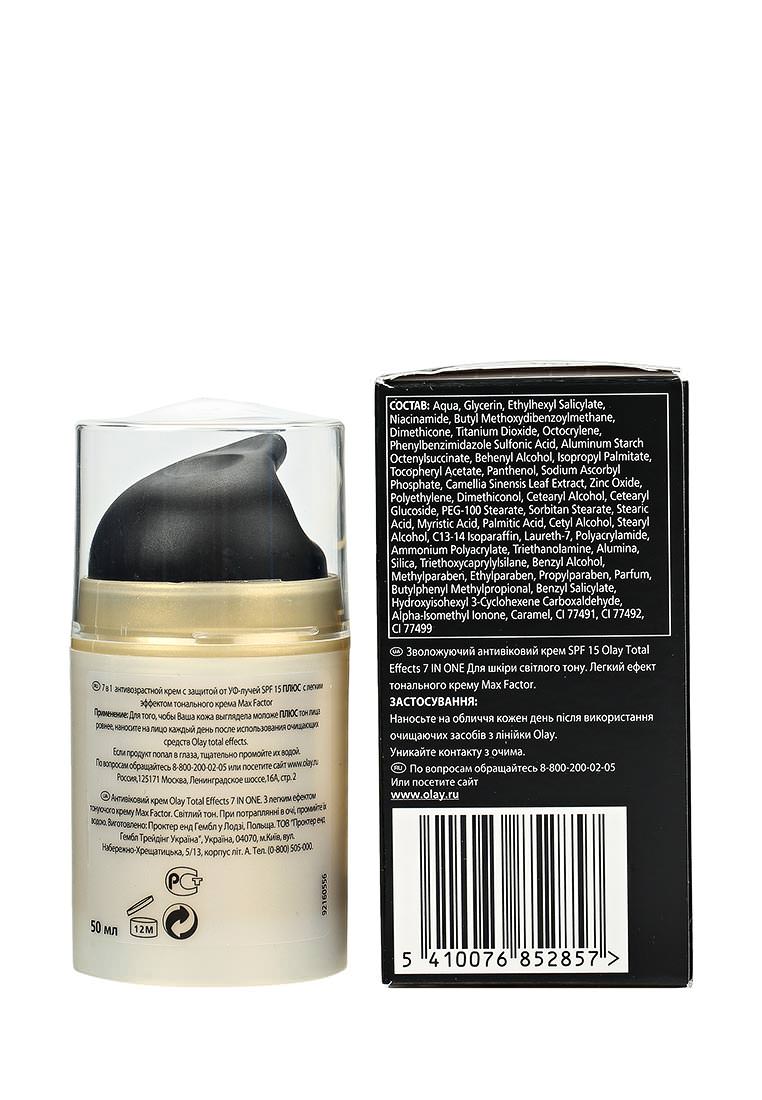 RU 7 в 1 антивозрастной крем с защитой от УФ-лучей SPF 15 ПЛЮС с легким
эффектом тонального крема Max Factor
Применение: Для того, чтобы Ваша кожа выглядела моложе ПЛЮС тон лица
ровнее, наносите на лицо каждый день после использования очищающих
средств Olay total effects.
Если продукт попал в глаза, тщательно промойте их водой.
По вопросам обращайтесь 8-800-200-02-05 или посетите сайт www.olay.ru
Россия,125171 Москва, Ленинградское шоссе,16А, стр. 2
UA Антивіковий крем Olay Total Effects 7 IN ONE. З легким ефектом
тонуючого крему Max Factor. Світлий тон. При потраплянні в очі, промийте їх
водою. Виготовлено: Проктер енд Гембл у Лодзі, Польща. ТОВ "Проктер енд
Гембл Трейдінг Україна", Україна, 04070, м.Київ, вул.
Набережно-Хрещатицька, 5/13, корпус літ. А. Тел. (0-800) 505-000.
50 мл
12M
92160556
СОСТАВ: Aqua, Glycerin, Ethylhexyl Salicylate,
Niacinamide, Butyl Methoxydibenzoylmethane,
Dimethicone, Titanium Dioxide, Octocrylene,
Phenylbenzimidazole Sulfonic Acid, Aluminum Starch
Octenylsuccinate, Behenyl Alcohol, Isopropyl Palmitate,
Tocopheryl Acetate, Panthenol, Sodium Ascorbyl
Phosphate, Camellia Sinensis Leaf Extract, Zinc Oxide,
Polyethylene, Dimethiconol, Cetearyl Alcohol, Cetearyl
Glucoside, PEG-100 Stearate, Sorbitan Stearate, Stearic
Acid, Myristic Acid, Palmitic Acid, Cetyl Alcohol, Stearyl
Alcohol, C13-14 Isoparaffin, Laureth-7, Polyacrylamide,
Ammonium Polyacrylate, Triethanolamine, Alumina,
Silica, Triethoxycaprylylsilane, Benzyl Alcohol,
Methylparaben, Ethylparaben, Propylparaben, Parfum,
Butylphenyl Methylpropional, Benzyl Salicylate,
Hydroxyisohexyl 3-Cyclohexene Carboxaldehyde,
Alpha-Isomethyl Ionone, Caramel, CI 77491, CI 77492,
CI 77499
UA Зволожуючий антивіковий крем SPF 15 Olay Total
Effects 7 IN ONE Для шкіри світлого тону. Легкий ефект
тонального крему Max Factor.
ЗАСТОСУВАННЯ:
Наносьте на обличчя кожен день після використання
очищаючих засобів з лінійки Olay.
Уникайте контакту з очима.
RU По вопросам обращайтесь 8-800-200-02-05
Или посетите сайт
www.olay.ru
5 410076 852857 >